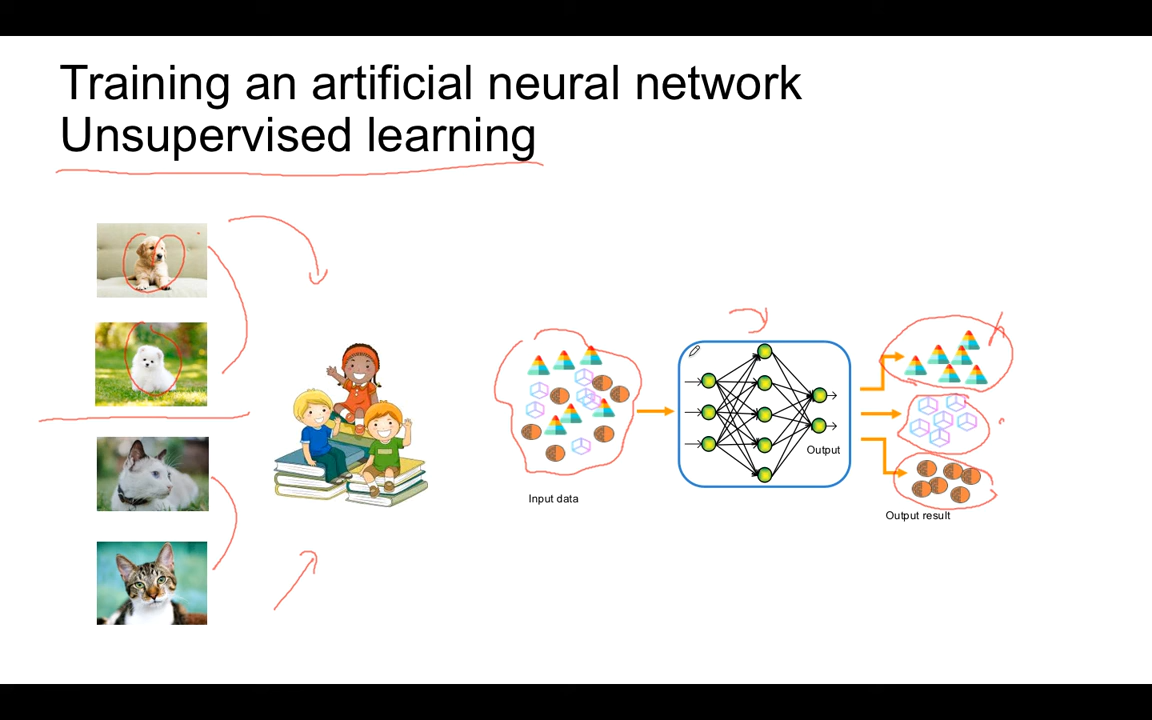 Training an artificial neural network
Unsupervised learning
Output
Input data
Output result